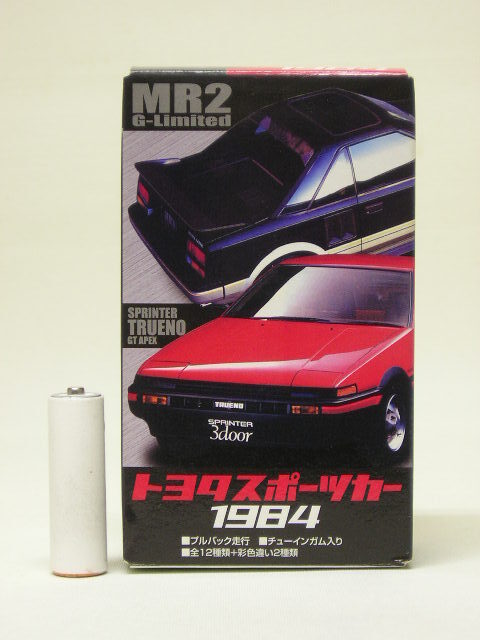 MR2
G-Limited
SPRINTER
TRUENO
GT APEX
TRUENO
SPRINTER
3door
トヨタスポーツカー
1984
■プルバック走行 ■チューインガム入り
■全12種類+彩色違い2種類